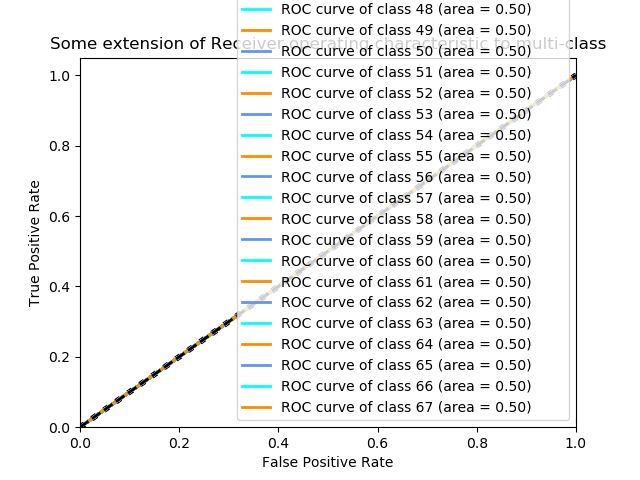 ROC curve of class 48 (area = 0.50)
ROC curve of class 49 (area = 0.50)
Some extension of Receiver operating characteristic to multi-class
ROC curve of class 50 (area = 0.50)
ROC curve of class 51 (area = 0.50)
ROC curve of class 52 (area = 0.50)
ROC curve of class 53 (area = 0.50)
ROC curve of class 54 (area = 0.50)
ROC curve of class 55 (area = 0.50)
ROC curve of class 56 (area = 0.50)
ROC curve of class 57 (area = 0.50)
ROC curve of class 58 (area = 0.50)
ROC curve of class 59 (area = 0.50)
ROC curve of class 60 (area = 0.50)
ROC curve of class 61 (area = 0.50)
ROC curve of class 62 (area = 0.50)
ROC curve of class 63 (area = 0.50)
ROC curve of class 64 (area = 0.50)
ROC curve of class 65 (area = 0.50)
ROC curve of class 66 (area = 0.50)
ROC curve of class 67 (area = 0.50)
1.0
0.8
0.6
0.4
0.2
0.0
True Positive Rate
0.0 0.2 0.4 0.6 0.8 1.0
False Positive Rate